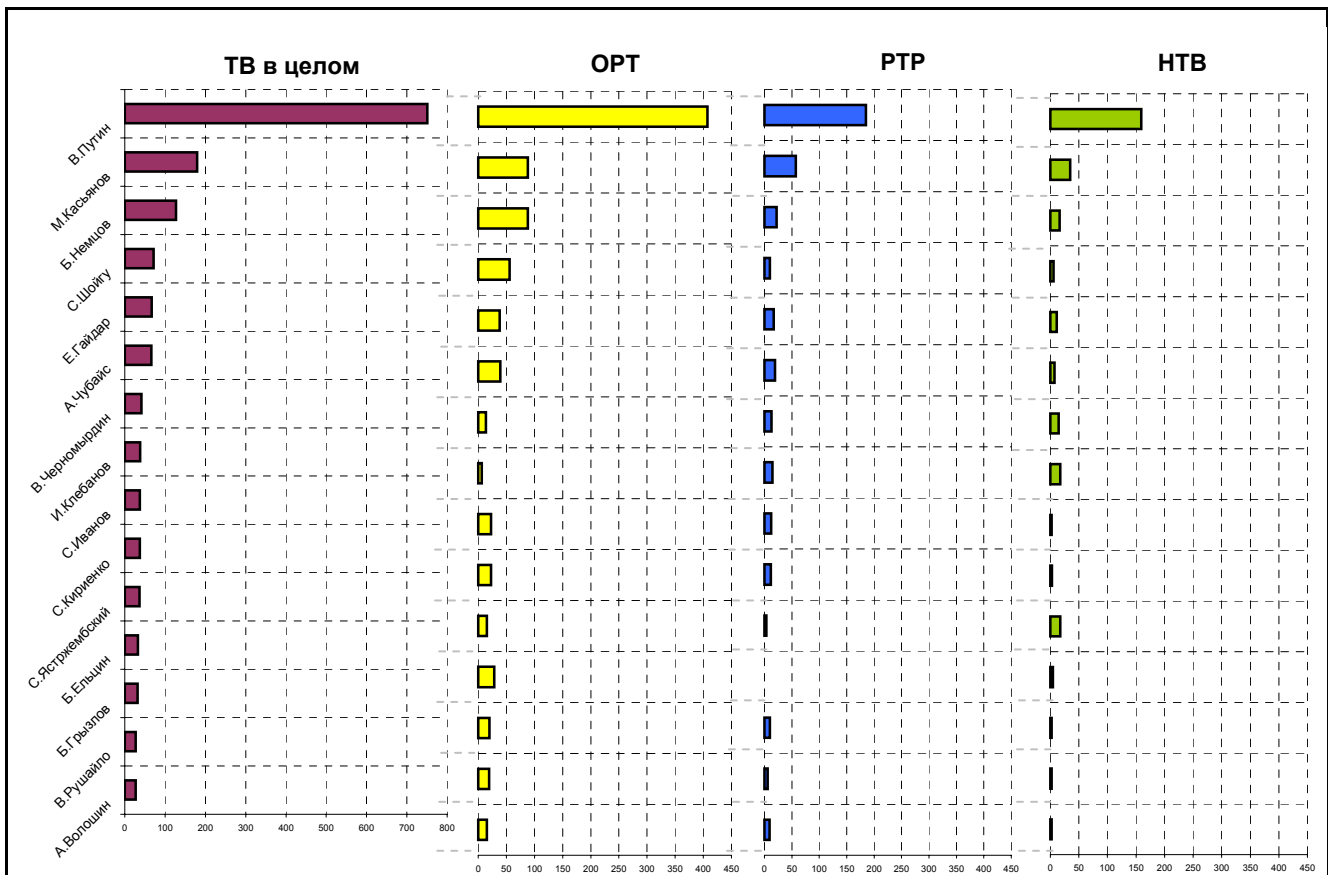 ТВ в целом
ОРТ
РТР
НТВ
В.Путин
М.Касьянов
Б.Немцов
С.Шойгу
Е.Гайдар
А.Чубайс
В.Черномырдин
И.Клебанов
С.Иванов
С.Кириенко
С.Ястржембский
Б.Ельцин
Б.Грызлов
В.Рушайло
А.Волошин
0 100 200 300 400 500 600 700 800
0 50 100 150 200 250 300 350 400 450
0 50 100 150 200 250 300 350 400 450
0 50 100 150 200 250 300 350 400 450